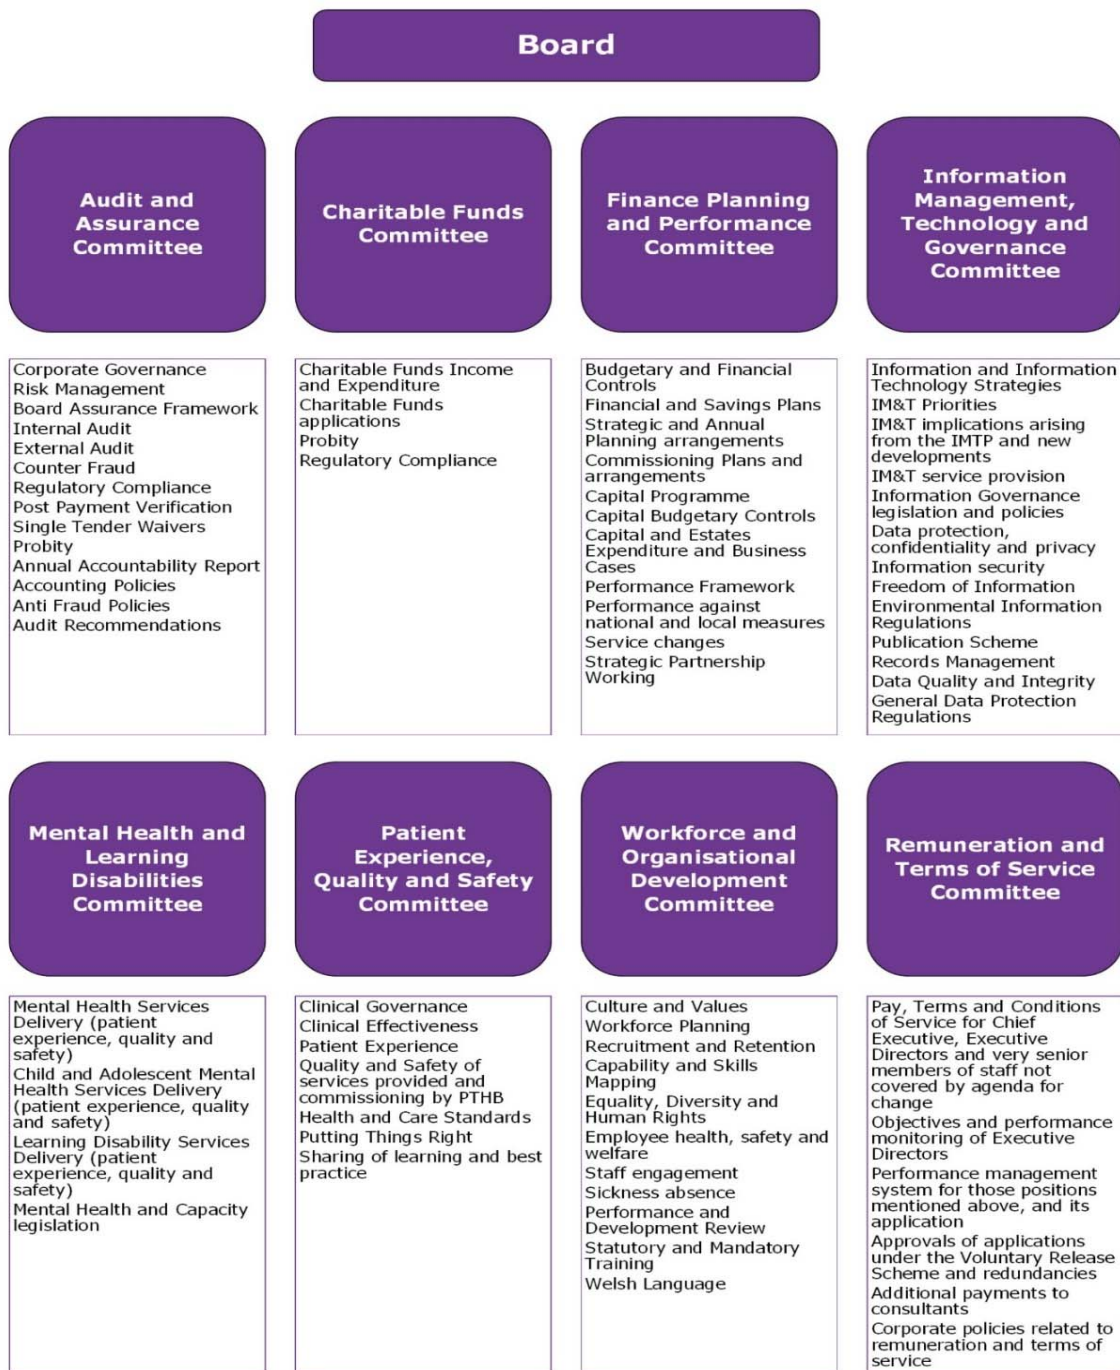 Board
Audit and
Assurance
Committee
Charitable Funds
Committee
Finance Planning
and Performance
Committee
Information
Management,
Technology and
Governance
Committee
Corporate Governance
Risk Management
Board Assurance Framework
Internal Audit
External Audit
Counter Fraud
Regulatory Compliance
Post Payment Verification
Single Tender Waivers
Probity
Annual Accountability Report
Accounting Policies
Anti Fraud Policies
Audit Recommendations
Charitable Funds Income
and Expenditure
Charitable Funds
applications
Probity
Regulatory Compliance
Budgetary and Financial
Controls
Financial and Savings Plans
Strategic and Annual
Planning arrangements
Commissioning Plans and
arrangements
Capital Programme
Capital Budgetary Controls
Capital and Estates
Expenditure and Business
Cases
Performance Framework
Performance against
national and local measures
Service changes
Strategic Partnership
Working
Information and Information
Technology Strategies
IM&T Priorities
IM&T implications arising
from the IMTP and new
developments
IM&T service provision
Information Governance
legislation and policies
Data protection,
confidentiality and privacy
Information security
Freedom of Information
Environmental Information
Regulations
Publication Scheme
Records Management
Data Quality and Integrity
General Data Protection
Regulations
Mental Health and
Learning
Disabilities
Committee
Patient
Experience,
Quality and Safety
Committee
Workforce and
Organisational
Development
Committee
Remuneration and
Terms of Service
Committee
Mental Health Services
Delivery (patient
experience, quality and
safety)
Child and Adolescent Mental
Health Services Delivery
(patient experience, quality
and safety)
Learning Disability Services
Delivery (patient
experience, quality and
safety)
Mental Health and Capacity
legislation
Clinical Governance
Clinical Effectiveness
Patient Experience
Quality and Safety of
services provided and
commissioning by PTHB
Health and Care Standards
Putting Things Right
Sharing of learning and best
practice
Culture and Values
Workforce Planning
Recruitment and Retention
Capability and Skills
Mapping
Equality, Diversity and
Human Rights
Employee health, safety and
welfare
Staff engagement
Sickness absence
Performance and
Development Review
Statutory and Mandatory
Training
Welsh Language
Pay, Terms and Conditions
of Service for Chief
Executive, Executive
Directors and very senior
members of staff not
covered by agenda for
change
Objectives and performance
monitoring of Executive
Directors
Performance management
system for those positions
mentioned above, and its
application
Approvals of applications
under the Voluntary Release
Scheme and redundancies
Additional payments to
consultants
Corporate policies related to
remuneration and terms of
service